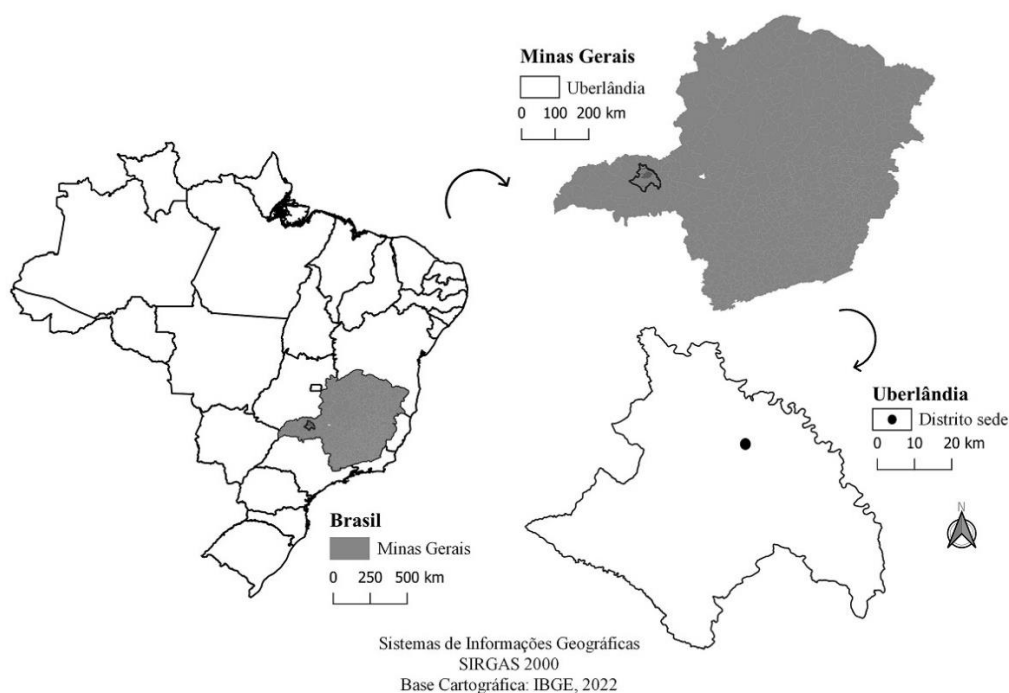 Minas Gerais
Uberlândia
0 100 200 km
Uberlândia
Distrito sede
0 10 20 km
N
Brasil
Minas Gerais
0 250 500 km
Sistemas de Informações Geográficas
SIRGAS 2000
Base Cartográfica: IBGE, 2022